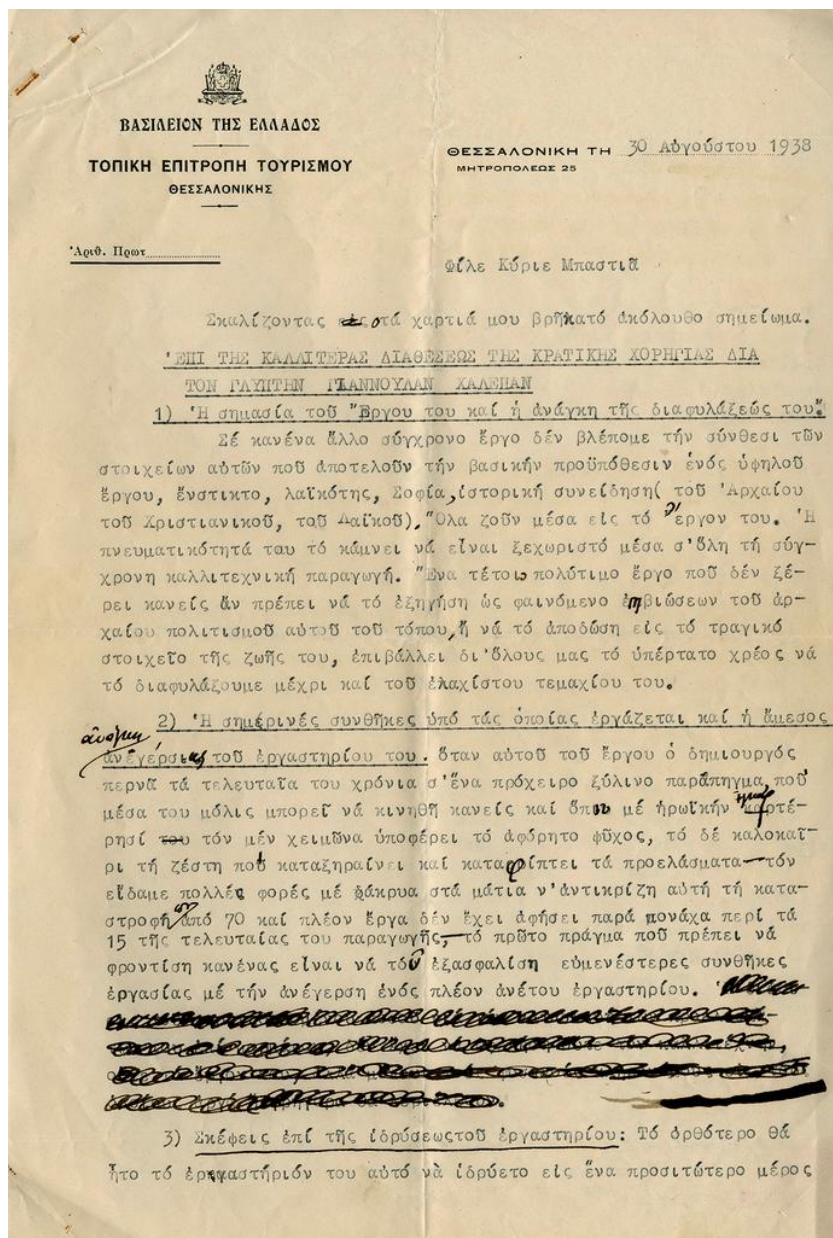 ΒΑΣΙΛΕΙΟΝ ΤΗΣ ΕΛΛΑΔΟΣ
ΤΟΠΙΚΗ ΕΠΙΤΡΟΠΗ ΤΟΥΡΙΣΜΟΥ
ΘΕΣΣΑΛΟΝΙΚΗΣ
ΘΕΣΣΑΛΟΝΙΚΗ ΤΗ 30 Αὐγούστου 1938
ΜΗΤΡΟΠΟΛΕΩΣ 25
Ἀριθ. Πρωτ.
Φίλε Κύριε Μπαστιᾶ
Σκαλίζοντας στά χαρτιά μου βρῆκατό ἀκόλουθο σημείωμα.
ἘΠΙ ΤΗΣ ΚΑΛΛΙΤΕΡΑΣ ΔΙΑΘΕΣΕΩΣ ΤΗΣ ΚΡΑΤΙΚΗΣ ΧΟΡΗΓΙΑΣ ΔΙΑ
ΤΟΝ ΓΛΥΠΤΗΝ ΓΙΑΝΝΟΥΛΑΝ ΧΑΛΕΠΑΝ
1) Ἡ σημασία τοῦ Ἔργου του καί ἡ ἀνάγκη τῆς διαφυλάξεώς του.
Σέ κανένα ἄλλο σύγχρονο ἔργο δέν βλέπομε τήν σύνθεσι τῶν
στοιχείων αὐτῶν πού ἀποτελοῦν τήν βασικήν προϋπόθεσιν ἑνός ὑψηλοῦ
ἔργου, ἔνστικτο, λαϊκότης, Σοφία, ἱστορική συνείδηση( τοῦ Ἀρχαίου
τοῦ Χριστιανικοῦ, τοῦ Λαϊκοῦ), Ὅλα ζοῦν μέσα εἰς τό ἔργον του. Ἡ
πνευματικότητά του τό κάμνει νά εἶναι ξεχωριστό μέσα σ'ὅλη τή σύγ-
χρονη καλλιτεχνική παραγωγή. Ἕνα τέτοιο πολύτιμο ἔργο πού δέν ξέ-
ρει κανείς ἄν πρέπει νά τό ἐξηγήση ὡς φαινόμενο ἐπιβιώσεων τοῦ ἀρ-
χαίου πολιτισμοῦ αὐτοῦ τοῦ τόπου, ἤ νά τό ἀποδώση εἰς τό τραγικό
στοιχεῖο τῆς ζωῆς του, ἐπιβάλλει δι'ὅλους μας τό ὑπέρτατο χρέος νά
τό διαφυλάξουμε μέχρι καί τοῦ ἐλαχίστου τεμαχίου του.
2) Ἡ σημερινές συνθῆκες ὑπό τάς ὁποίας ἐργάζεται καί ἡ ἄμεσος
ἀνάγκη
ἀνεγέρσεως τοῦ ἐργαστηρίου του. ὅταν αὐτοῦ τοῦ ἔργου ὁ δημιουργός
περνᾶ τά τελευταῖα του χρόνια σ'ἕνα πρόχειρο ξύλινο παράπηγμα, πού
μέσα του μόλις μπορεῖ νά κινηθῆ κανείς καί ὅπου μέ ἡρωϊκήν καρτέ-
ρησί του τόν μέν χειμῶνα ὑποφέρει τό ἀφόρητο ψῦχος, τό δέ καλοκαῖ-
ρι τή ζέστη πού καταξηραίνει καί καταρίπτει τά προπλάσματα—τόν
εἴδαμε πολλές φορές μέ δάκρυα στά μάτια ν'ἀντικρίζη αὐτή τή κατα-
στροφή ἀπό 70 καί πλέον ἔργα δέν ἔχει ἀφήσει παρά μονάχα περί τά
15 τῆς τελευταίας του παραγωγῆς,—τό πρῶτο πράγμα πού πρέπει νά
φροντίση κανένας εἶναι νά τοῦ ἐξασφαλίση εὐμενέστερες συνθῆκες
ἐργασίας μέ τήν ἀνέγερση ἑνός πλέον ἀνέτου ἐργαστηρίου.
3) Σκέψεις ἐπί τῆς ἱδρύσεωςτοῦ ἐργαστηρίου: Τό ὀρθότερο θά
ἦτο τό ἐργαστήριόν του αὐτό νά ἱδρύετο εἰς ἕνα προσιτώτερο μέρος